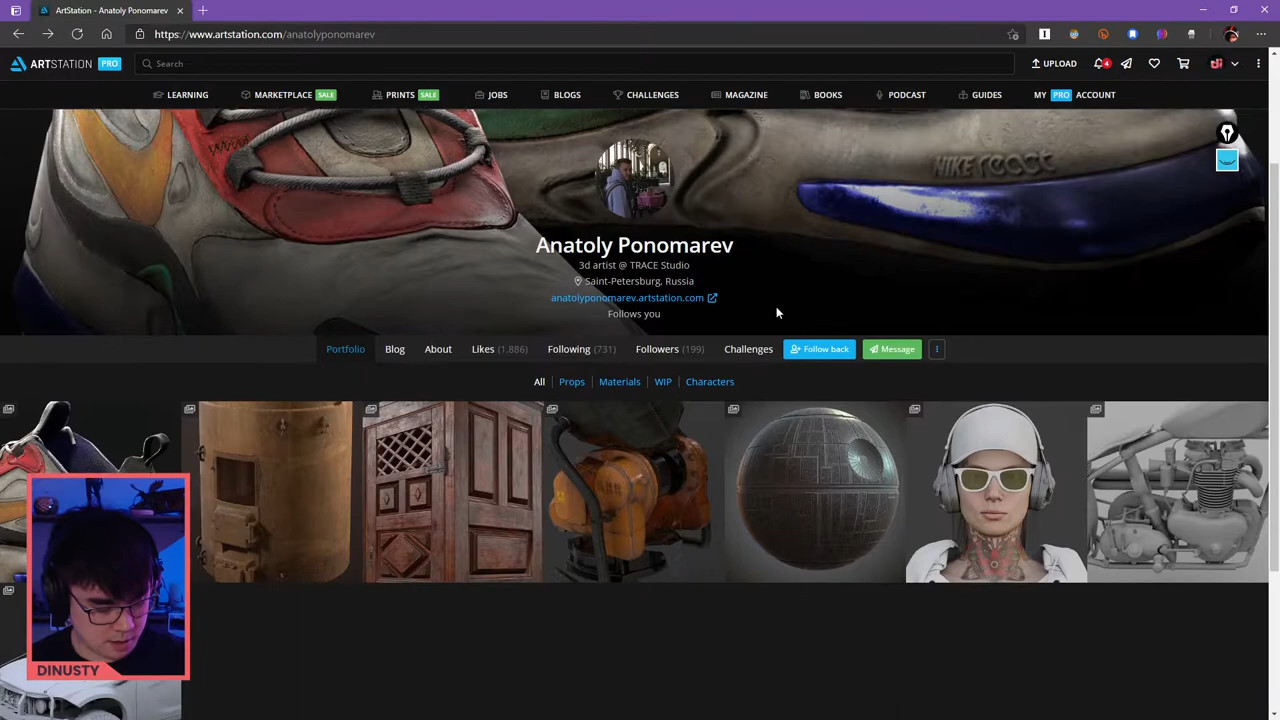 ArtStation - Anatoly Ponomarev
https://www.artstation.com/anatolyponomarev
ARTSTATION PRO
Search
UPLOAD
4
LEARNING
MARKETPLACE SALE
PRINTS SALE
JOBS
BLOGS
CHALLENGES
MAGAZINE
BOOKS
PODCAST
GUIDES
MY PRO ACCOUNT
NIKE react
Anatoly Ponomarev
3d artist @ TRACE Studio
Saint-Petersburg, Russia
anatolyponomarev.artstation.com
Follows you
Portfolio
Blog
About
Likes (1,886)
Following (731)
Followers (199)
Challenges
Follow back
Message
All
Props
Materials
WIP
Characters
DINUSTY